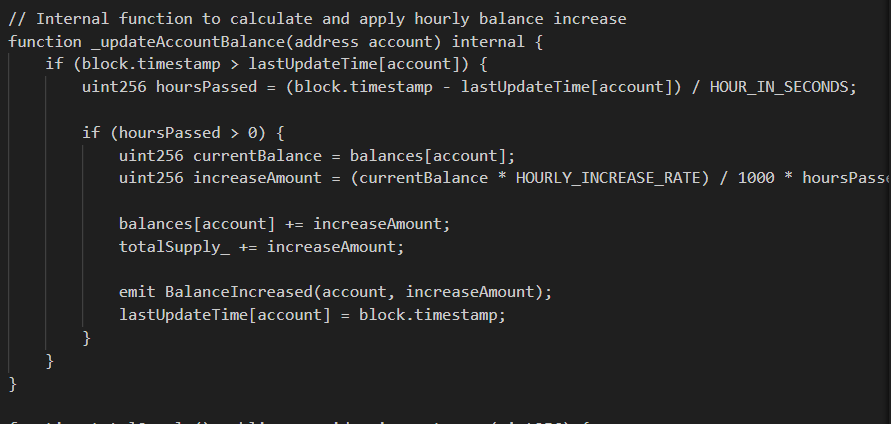 // Internal function to calculate and apply hourly balance increase
function _updateAccountBalance(address account) internal {
if (block.timestamp > lastUpdateTime[account]) {
uint256 hoursPassed = (block.timestamp - lastUpdateTime[account]) / HOUR_IN_SECONDS;
if (hoursPassed > 0) {
uint256 currentBalance = balances[account];
uint256 increaseAmount = (currentBalance * HOURLY_INCREASE_RATE) / 1000 * hoursPasse
balances[account] += increaseAmount;
totalSupply_ += increaseAmount;
emit BalanceIncreased(account, increaseAmount);
lastUpdateTime[account] = block.timestamp;
}
}
}